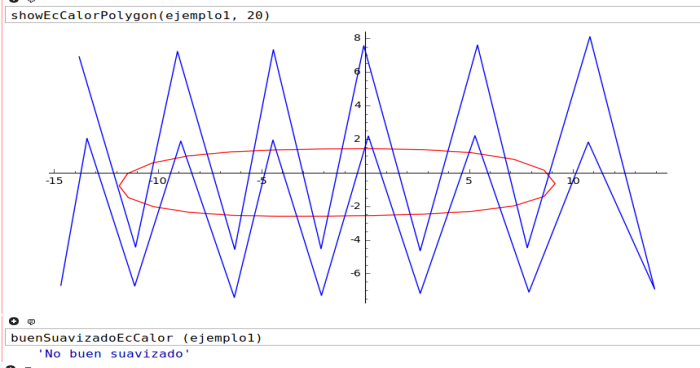 showEcCalorPolygon(ejemplo1, 20)
8
6
4
2
-15 -10 -5 5 10
-2
-4
-6
buenSuavizadoEcCalor (ejemplo1)
'No buen suavizado'